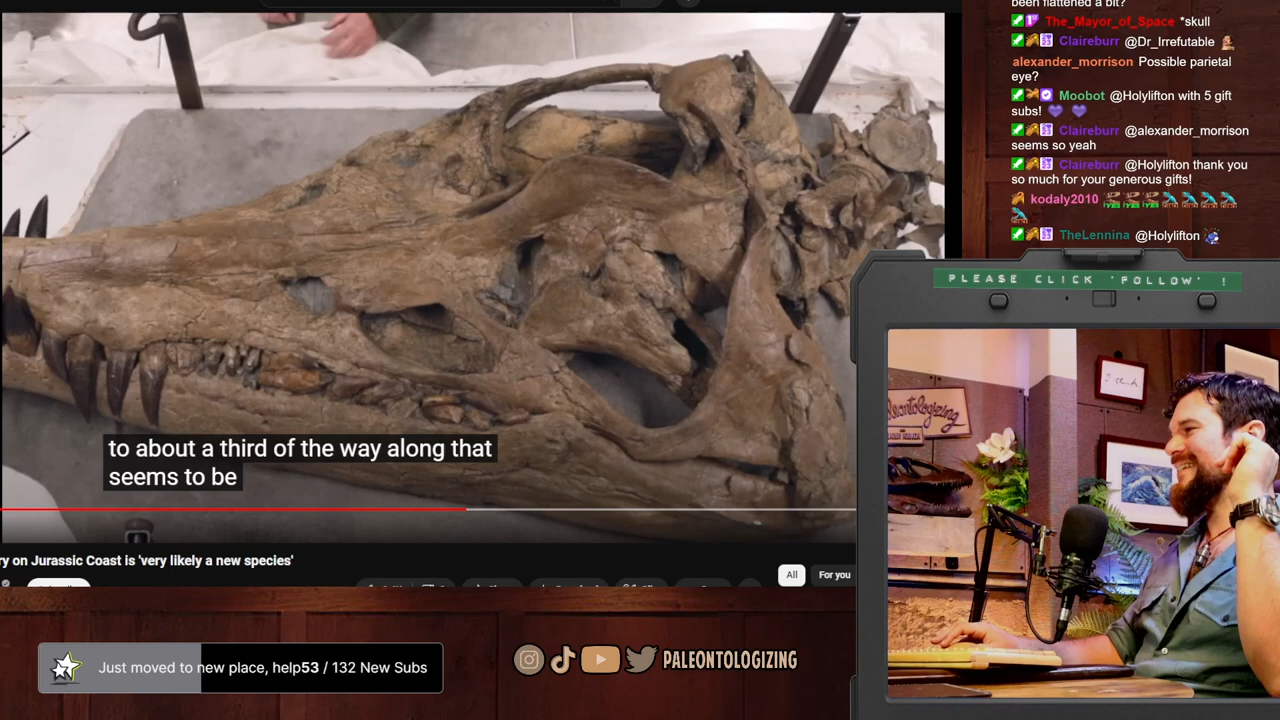 been flattened a bit?
The_Mayor_of_Space *skull
Claireburr @Dr_Irrefutable
alexander_morrison Possible parietal
eye?
Moobot @Holylifton with 5 gift
subs!
Claireburr @alexander_morrison
seems so yeah
Claireburr @Holylifton thank you
so much for your generous gifts!
kodaly2010
TheLennina @Holylifton
PLEASE CLICK 'FOLLOW' !
to about a third of the way along that
seems to be
ry on Jurassic Coast is 'very likely a new species'
All
For you
Just moved to new place, help53 / 132 New Subs
PALEONTOLOGIZING